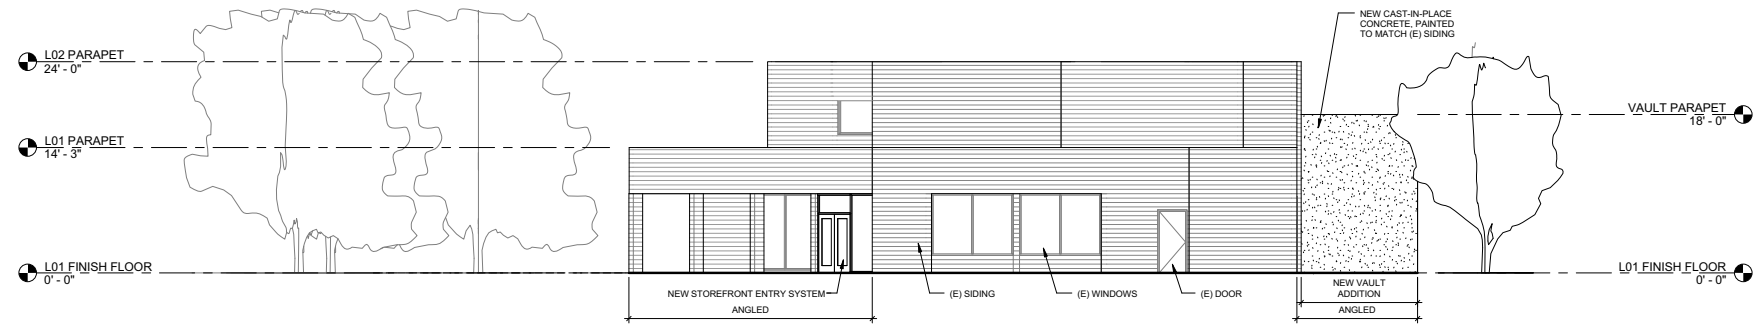 NEW CAST-IN-PLACE
CONCRETE, PAINTED
TO MATCH (E) SIDING
L02 PARAPET
24' - 0"
VAULT PARAPET
18' - 0"
L01 PARAPET
14' - 3"
L01 FINISH FLOOR
0' - 0"
L01 FINISH FLOOR
0' - 0"
NEW STOREFRONT ENTRY SYSTEM
(E) SIDING
(E) WINDOWS
(E) DOOR
NEW VAULT
ADDITION
ANGLED
ANGLED